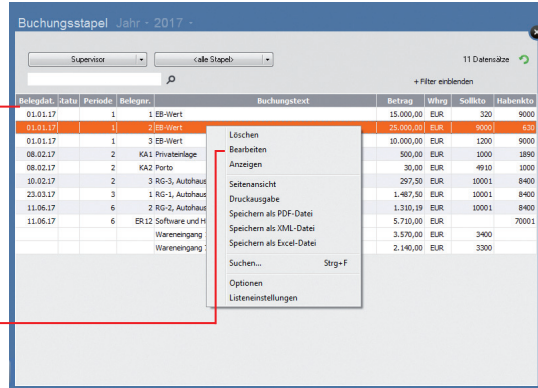 Buchungsstapel Jahr - 2017 -
Supervisor <alle Stapel> 11 Datensätze
+ Filter einblenden
Belegdat. Statu Periode Belegnr. Buchungstext Betrag Whrg Sollkto Habenkto
01.01.17 1 1 EB-Wert 15.000,00 EUR 320 9000
01.01.17 1 2 EB-Wert 25.000,00 EUR 9000 630
01.01.17 1 3 EB-Wert 10.000,00 EUR 1200 9000
08.02.17 2 KA1 Privateinlage 500,00 EUR 1000 1890
08.02.17 2 KA2 Porto 30,00 EUR 4910 1000
10.02.17 2 3 RG-3, Autohaus 297,50 EUR 10001 8400
23.03.17 3 1 RG-1, Autohaus 1.487,50 EUR 10001 8400
11.06.17 6 2 RG-2, Autohaus 1.310,19 EUR 10001 8400
11.06.17 6 ER12 Software und H 5.710,00 EUR 70001
Wareneingang 3.570,00 EUR 3400
Wareneingang 2.140,00 EUR 3300
Löschen
Bearbeiten
Anzeigen
Seitenansicht
Druckausgabe
Speichern als PDF-Datei
Speichern als XML-Datei
Speichern als Excel-Datei
Suchen... Strg+F
Optionen
Listeneinstellungen